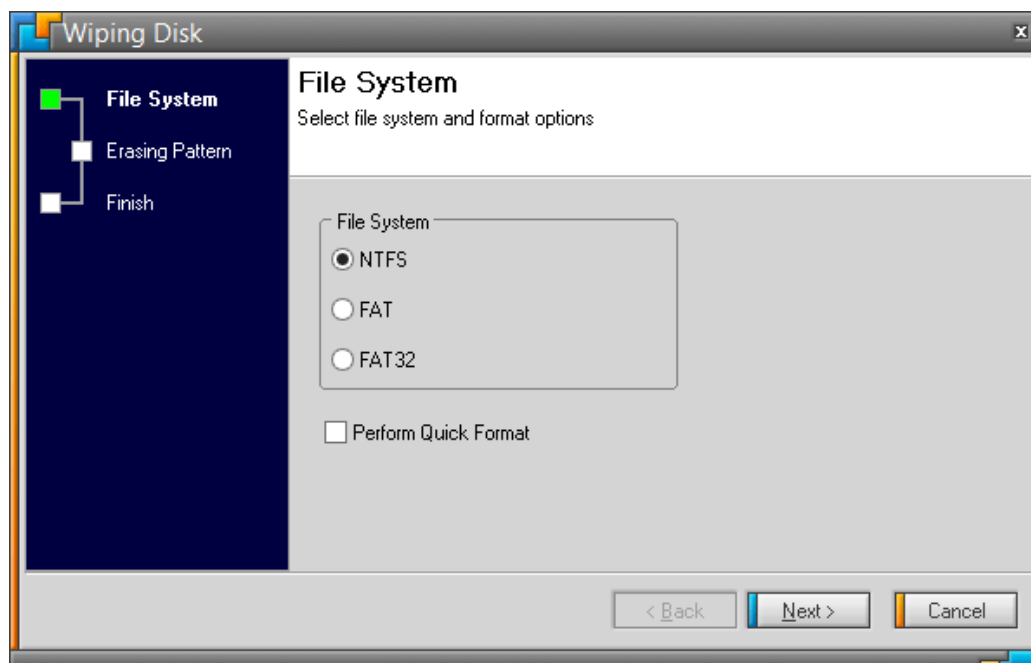 Wiping Disk
File System
Erasing Pattern
Finish
File System
Select file system and format options
File System
NTFS
FAT
FAT32
Perform Quick Format
< Back
Next >
Cancel